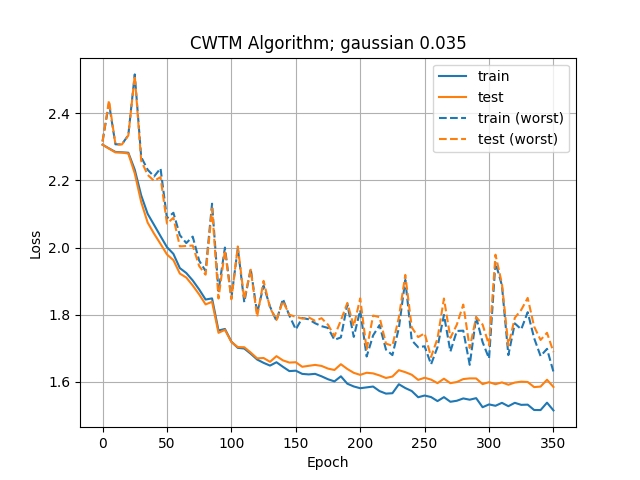 CWTM Algorithm; gaussian 0.035
train
test
train (worst)
test (worst)
2.4
2.2
2.0
1.8
1.6
Loss
0 50 100 150 200 250 300 350
Epoch